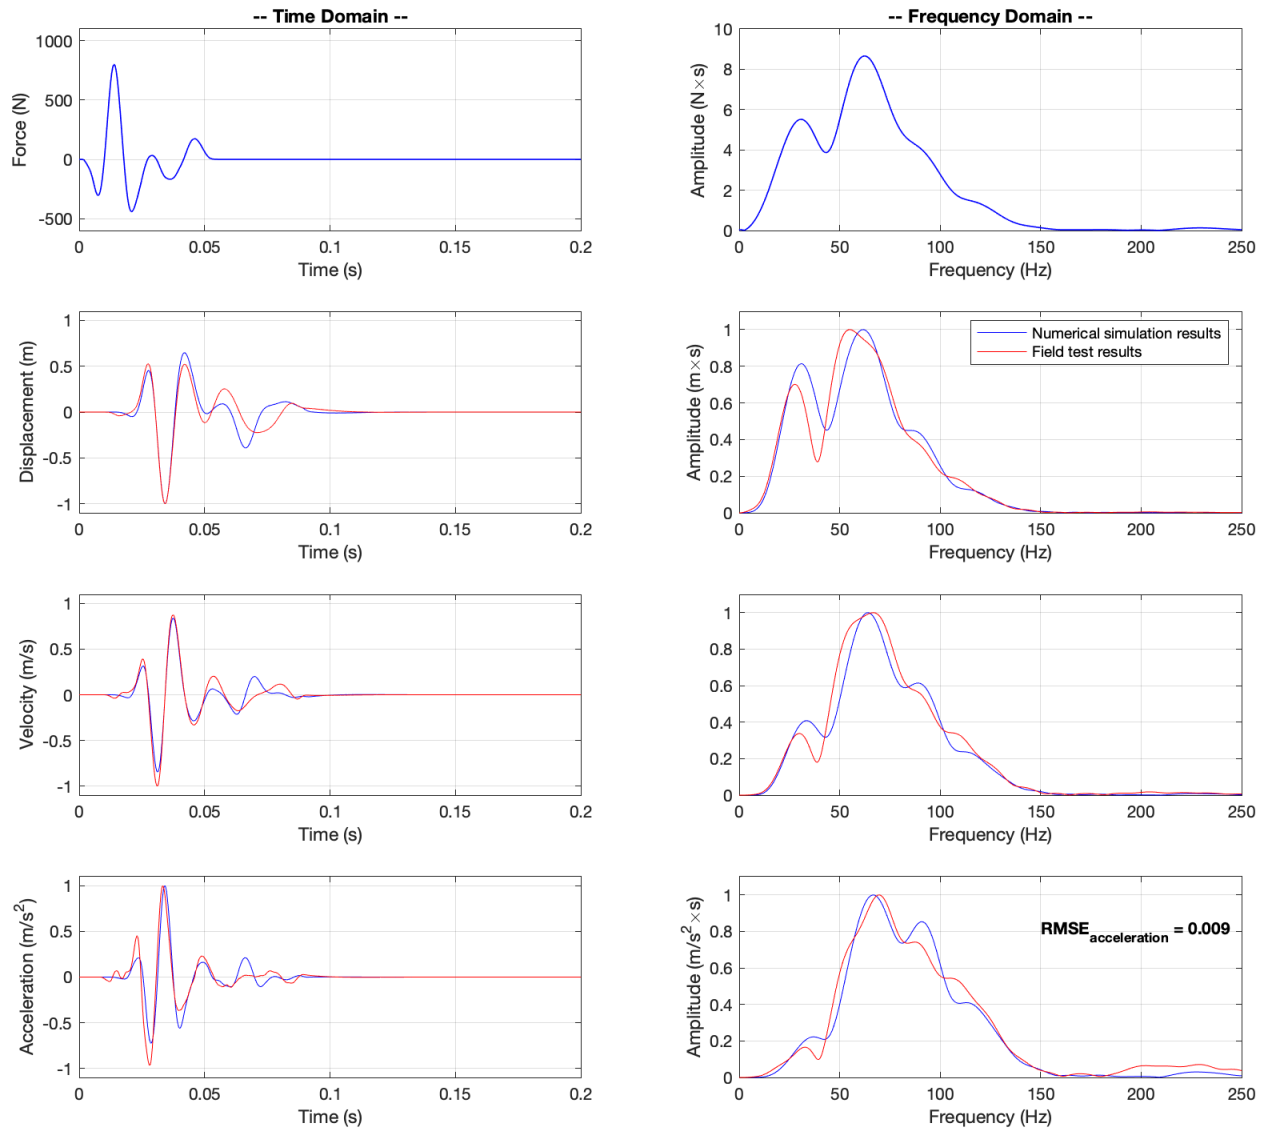 -- Time Domain --
1000
500
0
-500
Force (N)
0 0.05 0.1 0.15 0.2
Time (s)
-- Frequency Domain --
10
8
6
4
2
0
Amplitude (N×s)
0 50 100 150 200 250
Frequency (Hz)
1
0.5
0
-0.5
-1
Displacement (m)
0 0.05 0.1 0.15 0.2
Time (s)
1
0.8
0.6
0.4
0.2
0
Amplitude (m×s)
Numerical simulation results
Field test results
0 50 100 150 200 250
Frequency (Hz)
1
0.5
0
-0.5
-1
Velocity (m/s)
0 0.05 0.1 0.15 0.2
Time (s)
1
0.8
0.6
0.4
0.2
0
Amplitude (m/s)
0 50 100 150 200 250
Frequency (Hz)
1
0.5
0
-0.5
-1
Acceleration (m/s²)
0 0.05 0.1 0.15 0.2
Time (s)
1
0.8
0.6
0.4
0.2
0
Amplitude (m/s²×s)
RMSE acceleration = 0.009
0 50 100 150 200 250
Frequency (Hz)